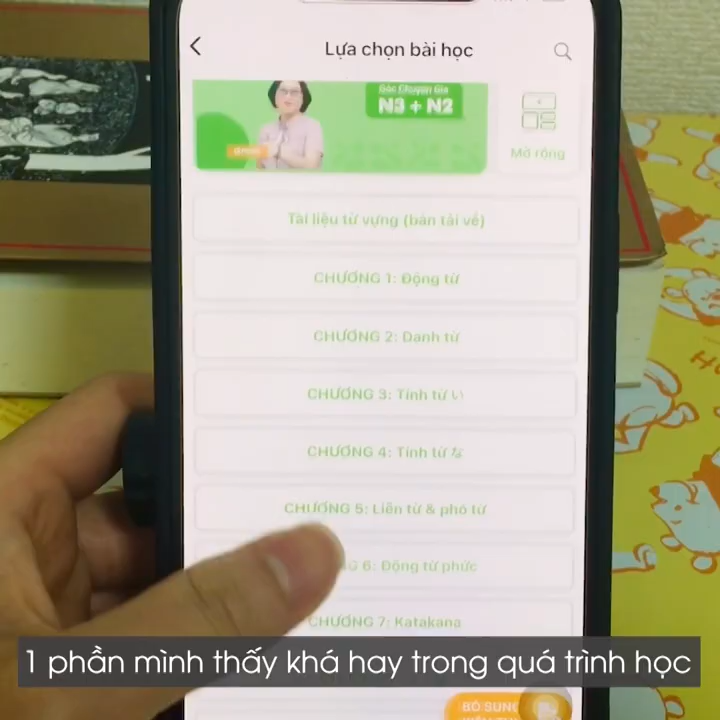 Lựa chọn bài học
Góc Chuyên Gia
N3 + N2
Mở rộng
Tài liệu từ vựng (bản tải về)
CHƯƠNG 1: Động từ
CHƯƠNG 2: Danh từ
CHƯƠNG 3: Tính từ い
CHƯƠNG 4: Tính từ な
CHƯƠNG 5: Liên từ & phó từ
6: Động từ phức
CHƯƠNG 7: Katakana
1 phần mình thấy khá hay trong quá trình học
BỔ SUNG